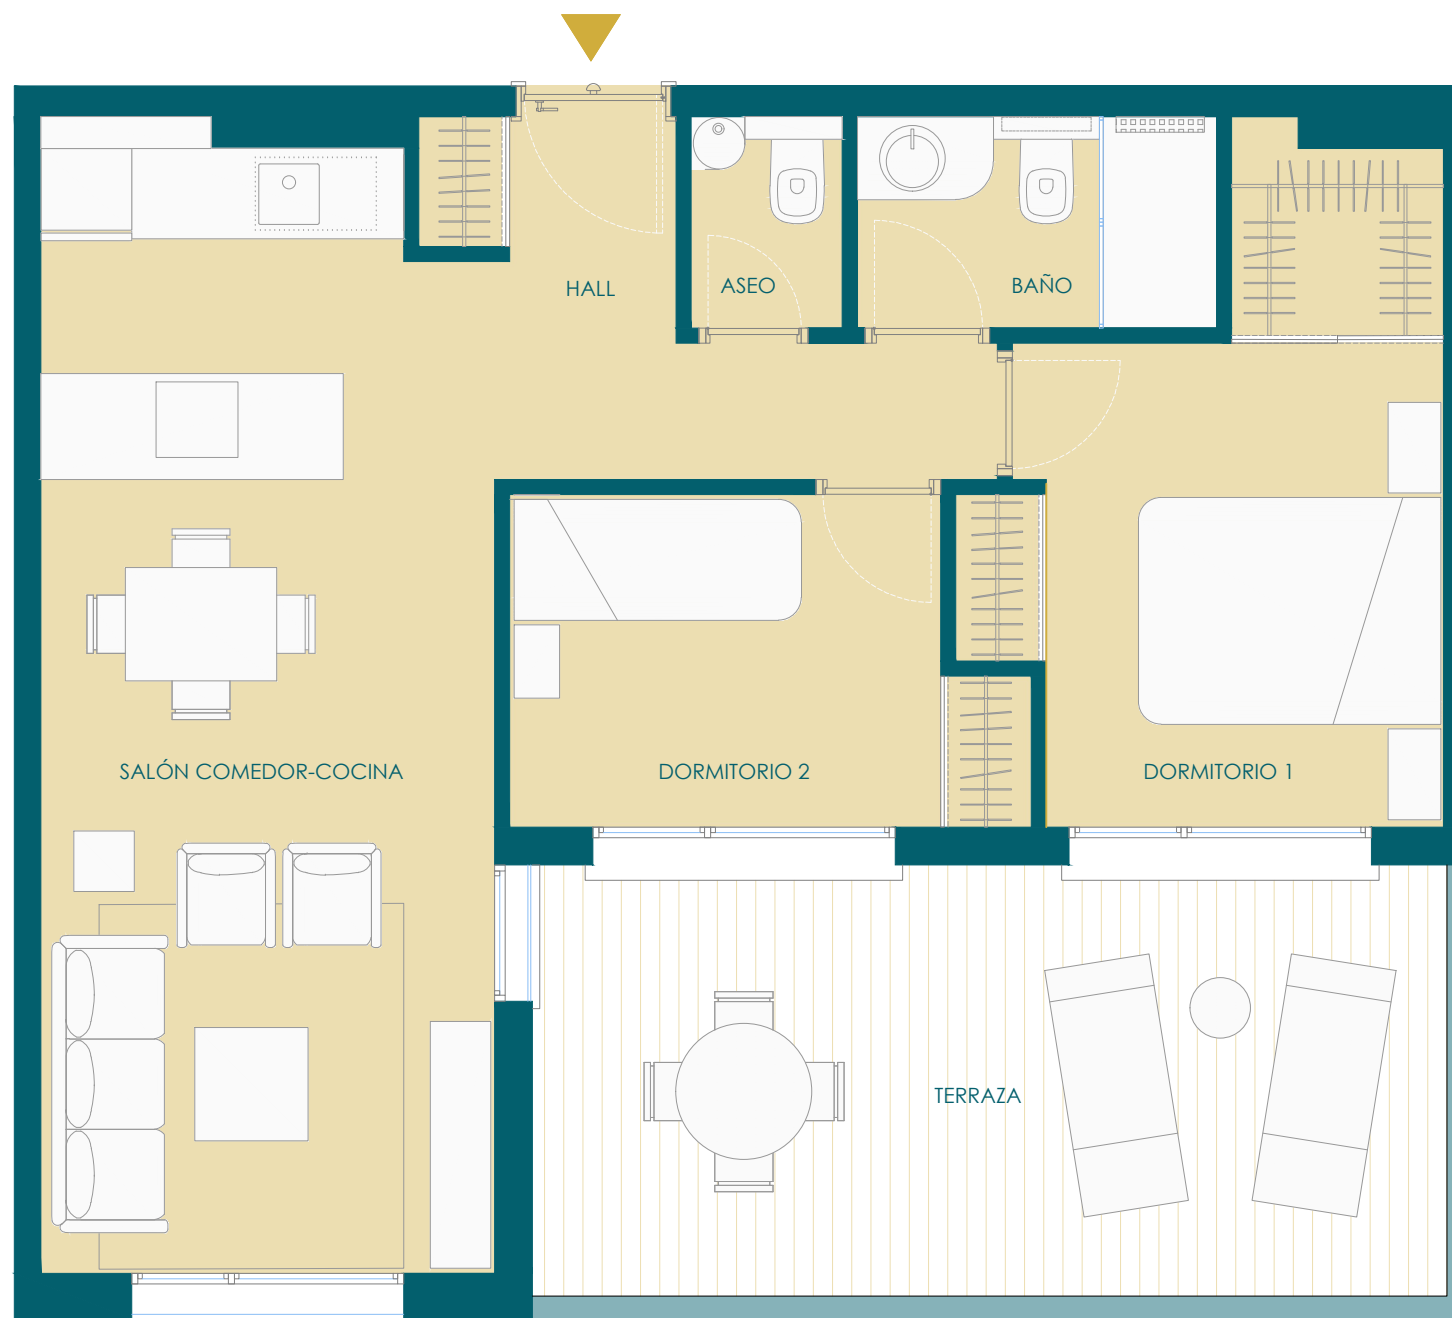 HALL
ASEO
BAÑO
SALÓN COMEDOR-COCINA
DORMITORIO 2
DORMITORIO 1
TERRAZA